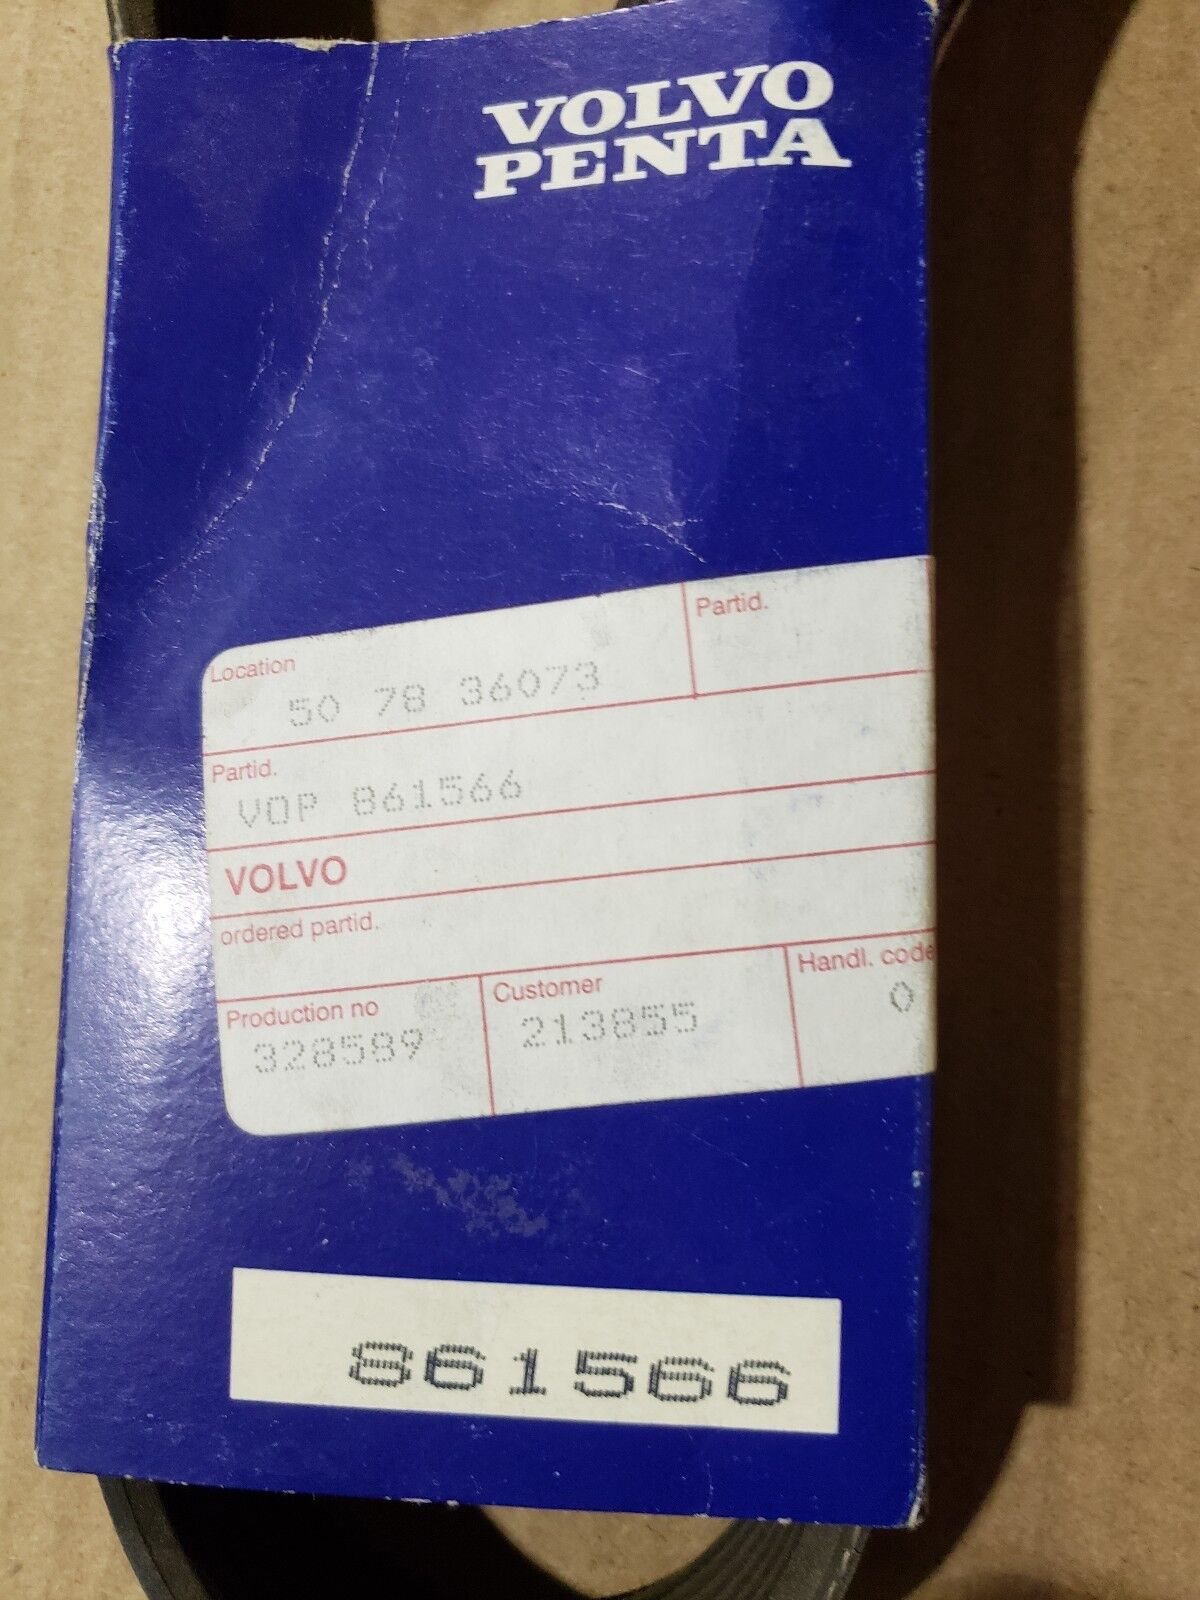 VOLVO
PENTA
Location
50 78 36073
Partid.
Partid.
VOP 861566
VOLVO
ordered partid.
Production no
328589
Customer
213855
Handl. code
0
861566